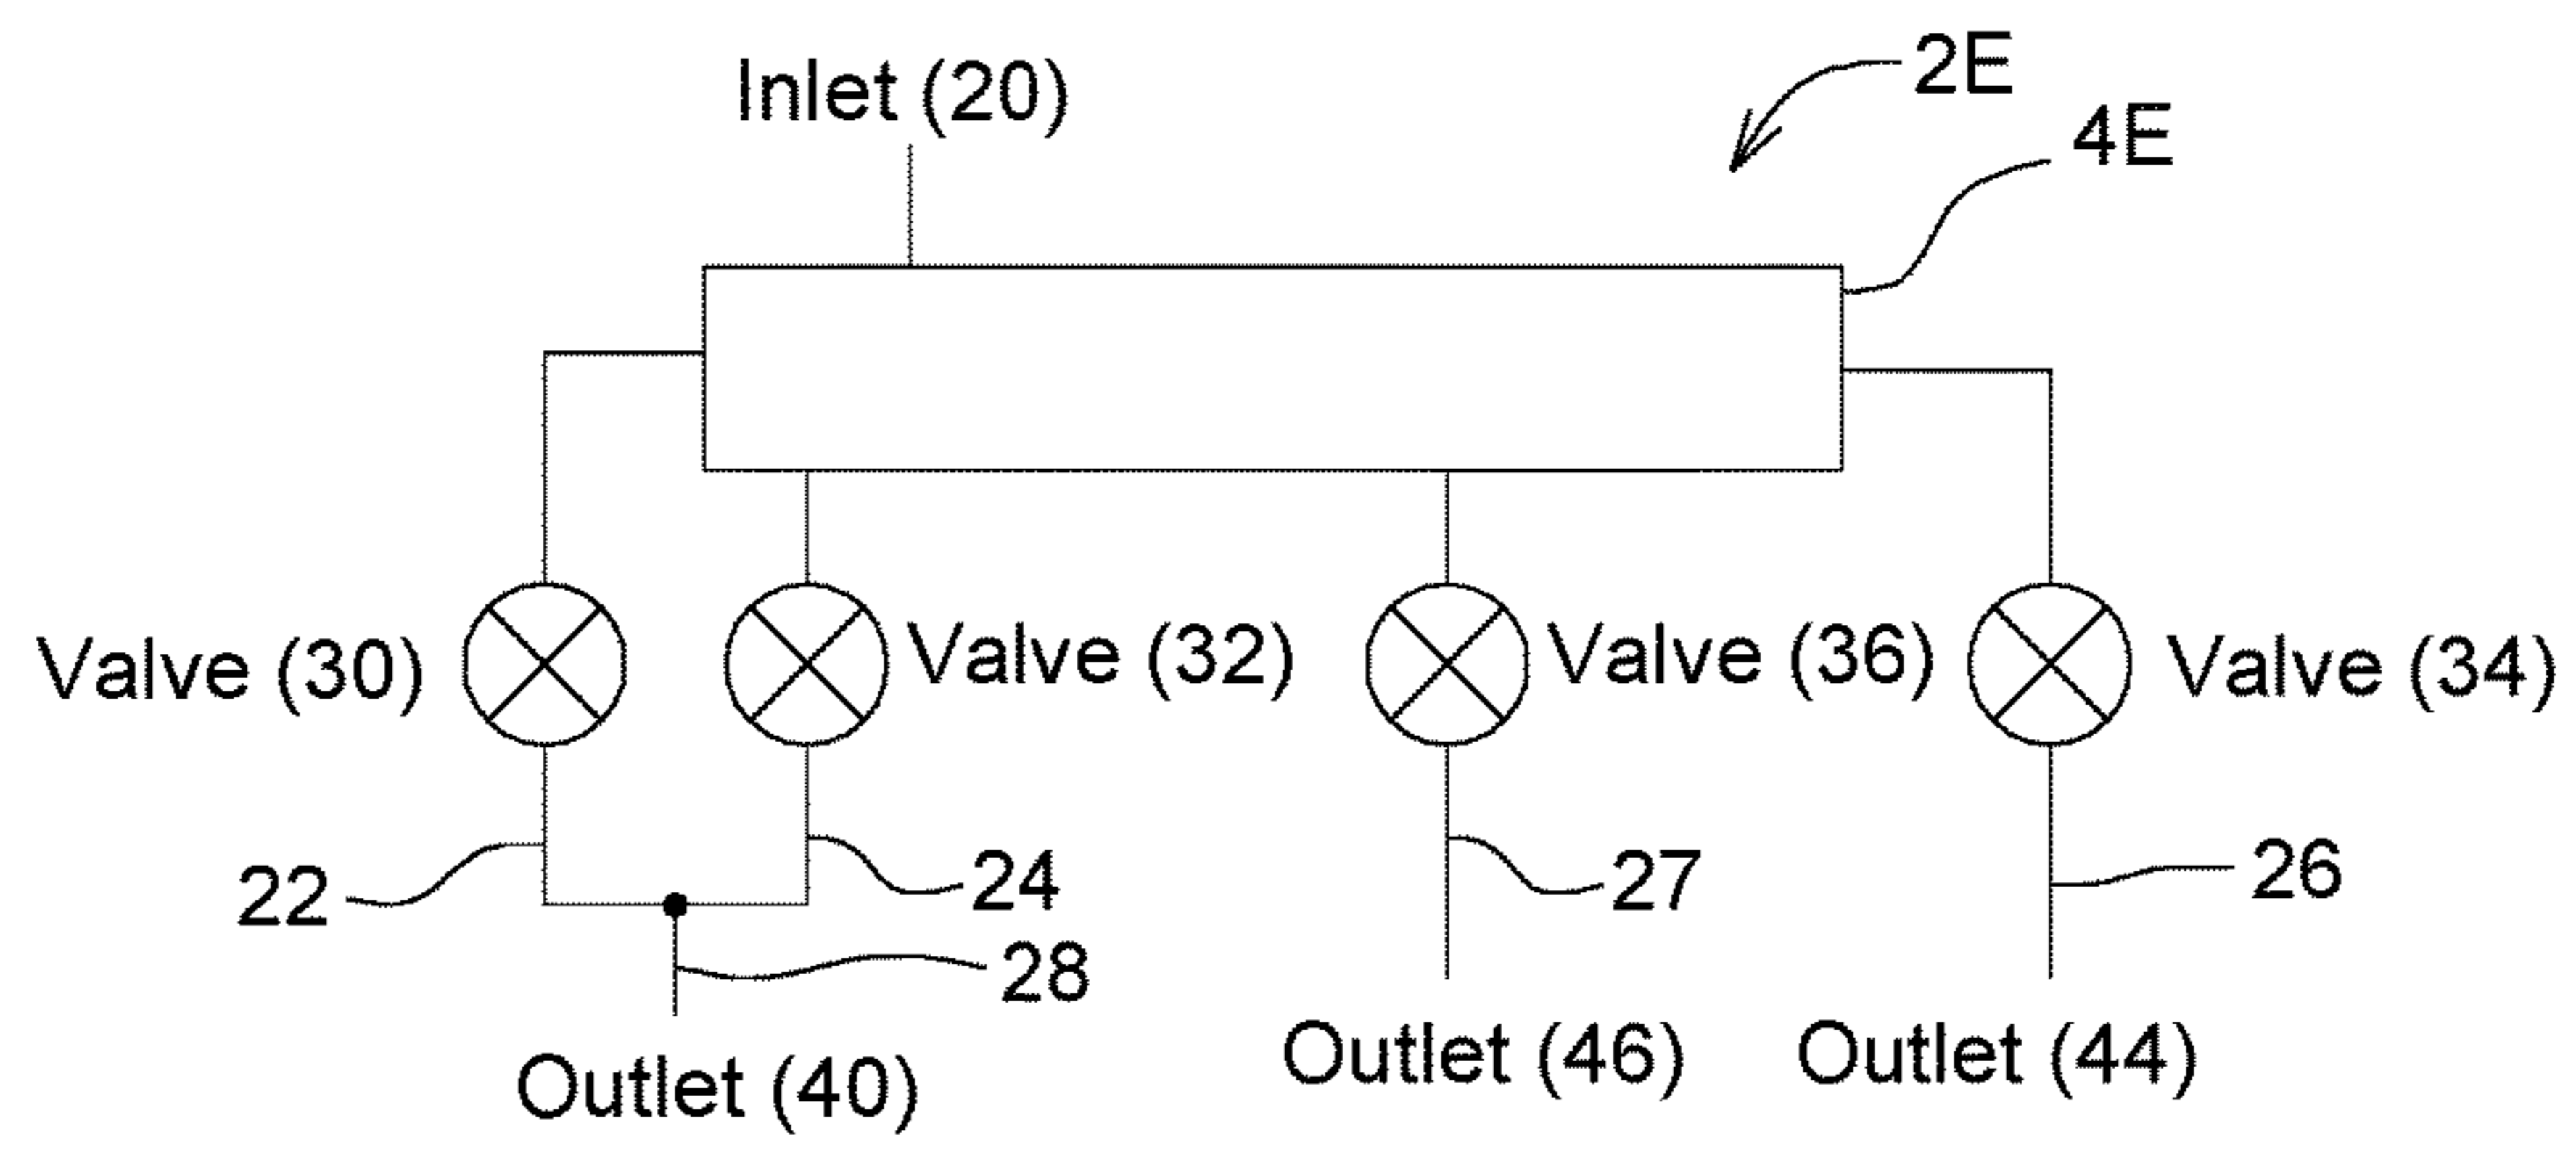 Inlet (20)
2E
4E
Valve (30)
Valve (32)
Valve (36)
Valve (34)
22
24
27
26
28
Outlet (40)
Outlet (46)
Outlet (44)